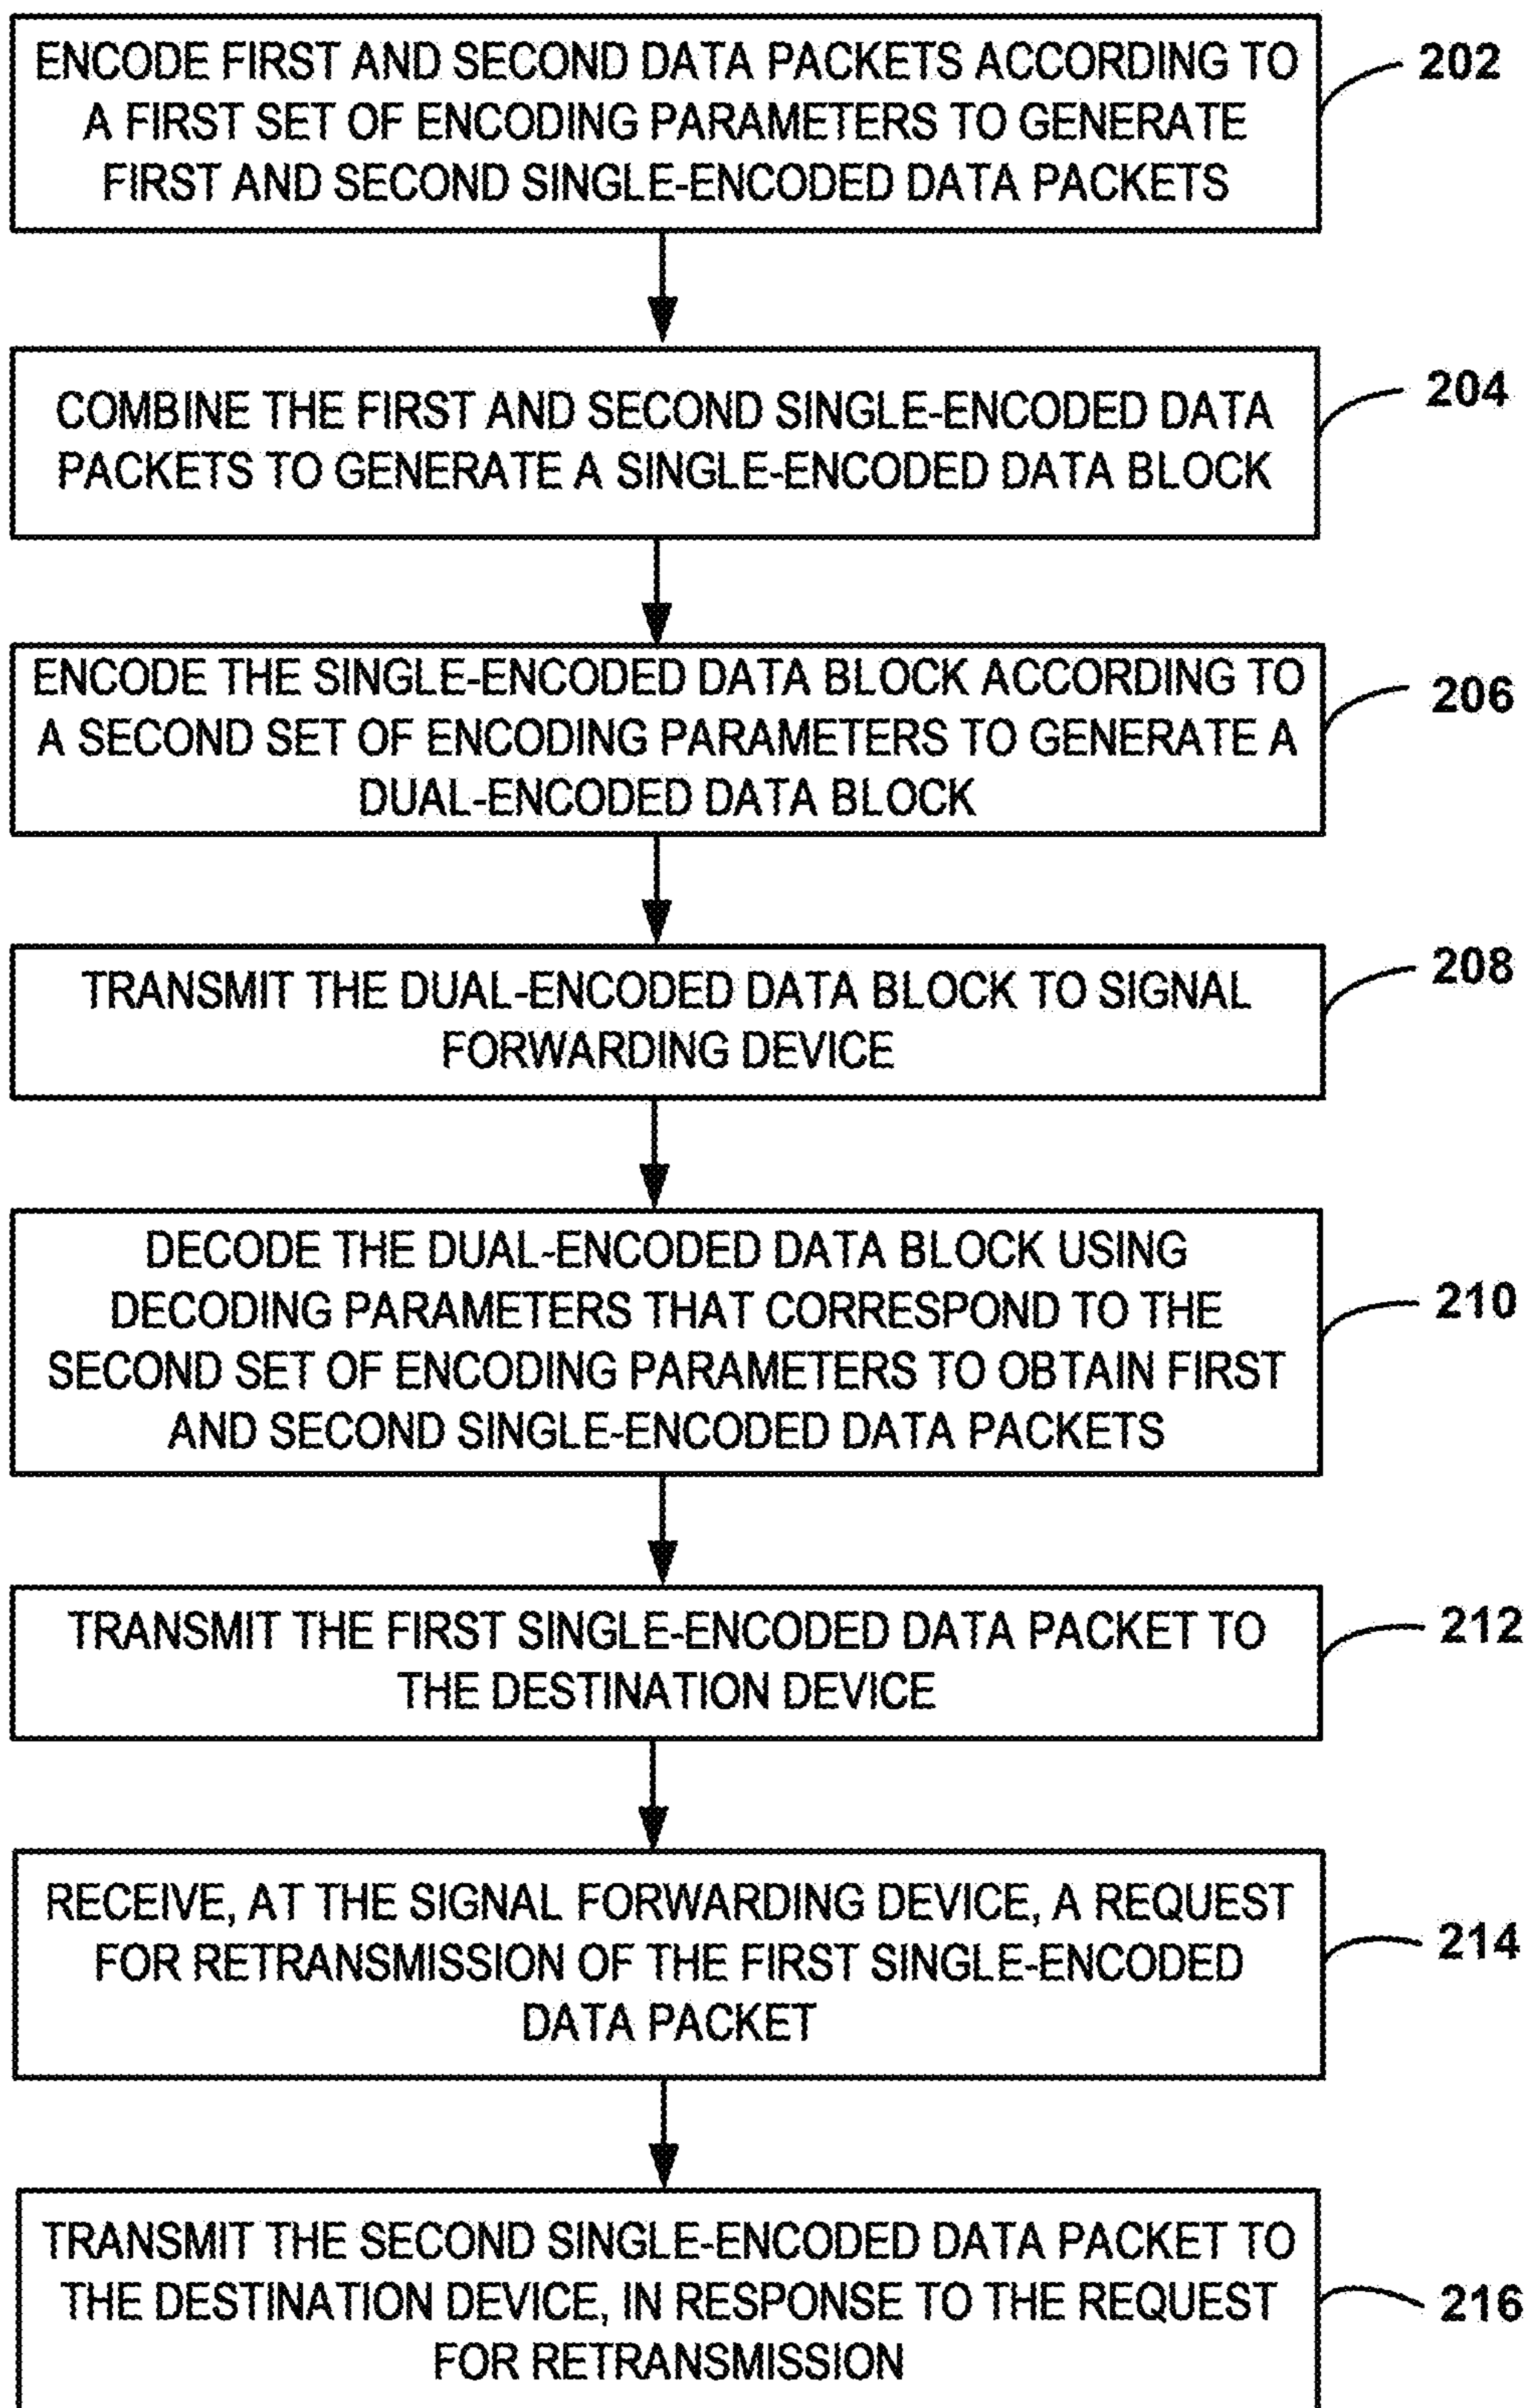 ENCODE FIRST AND SECOND DATA PACKETS ACCORDING TO
A FIRST SET OF ENCODING PARAMETERS TO GENERATE
FIRST AND SECOND SINGLE-ENCODED DATA PACKETS
202
COMBINE THE FIRST AND SECOND SINGLE-ENCODED DATA
PACKETS TO GENERATE A SINGLE-ENCODED DATA BLOCK
204
ENCODE THE SINGLE-ENCODED DATA BLOCK ACCORDING TO
A SECOND SET OF ENCODING PARAMETERS TO GENERATE A
DUAL-ENCODED DATA BLOCK
206
TRANSMIT THE DUAL-ENCODED DATA BLOCK TO SIGNAL
FORWARDING DEVICE
208
DECODE THE DUAL-ENCODED DATA BLOCK USING
DECODING PARAMETERS THAT CORRESPOND TO THE
SECOND SET OF ENCODING PARAMETERS TO OBTAIN FIRST
AND SECOND SINGLE-ENCODED DATA PACKETS
210
TRANSMIT THE FIRST SINGLE-ENCODED DATA PACKET TO
THE DESTINATION DEVICE
212
RECEIVE, AT THE SIGNAL FORWARDING DEVICE, A REQUEST
FOR RETRANSMISSION OF THE FIRST SINGLE-ENCODED
DATA PACKET
214
TRANSMIT THE SECOND SINGLE-ENCODED DATA PACKET TO
THE DESTINATION DEVICE, IN RESPONSE TO THE REQUEST
FOR RETRANSMISSION
216